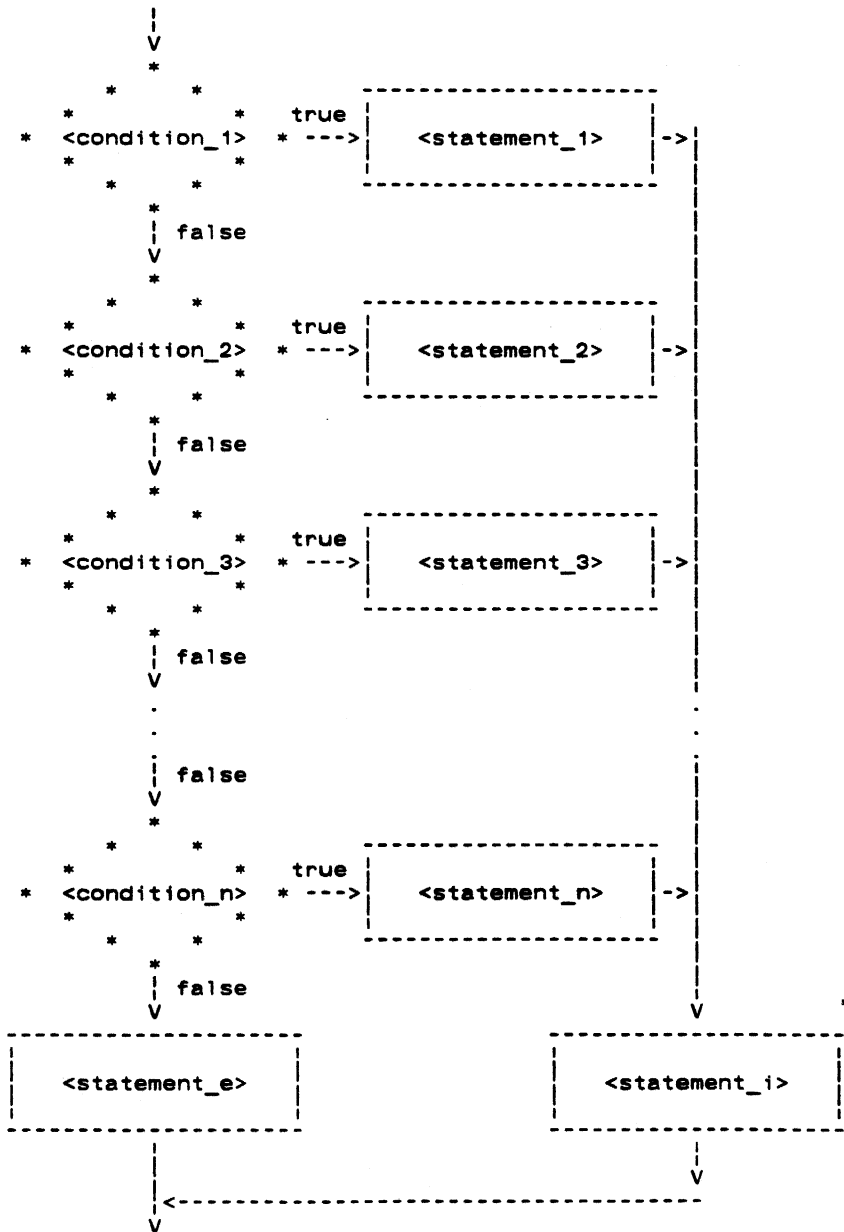 true
<condition_1>
<statement_1>
false
true
<condition_2>
<statement_2>
false
true
<condition_3>
<statement_3>
false
false
true
<condition_n>
<statement_n>
false
<statement_e>
<statement_i>